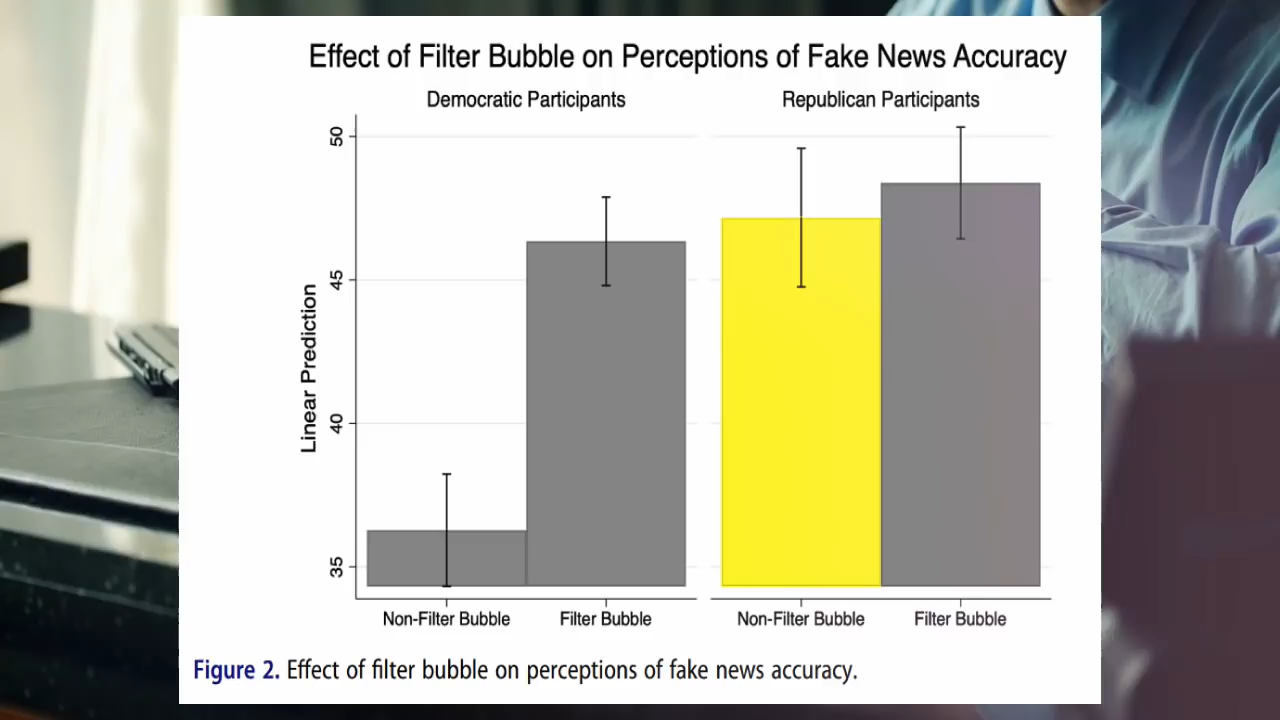 Effect of Filter Bubble on Perceptions of Fake News Accuracy
Democratic Participants
Republican Participants
Linear Prediction
50
45
40
35
Non-Filter Bubble
Filter Bubble
Non-Filter Bubble
Filter Bubble
Figure 2. Effect of filter bubble on perceptions of fake news accuracy.